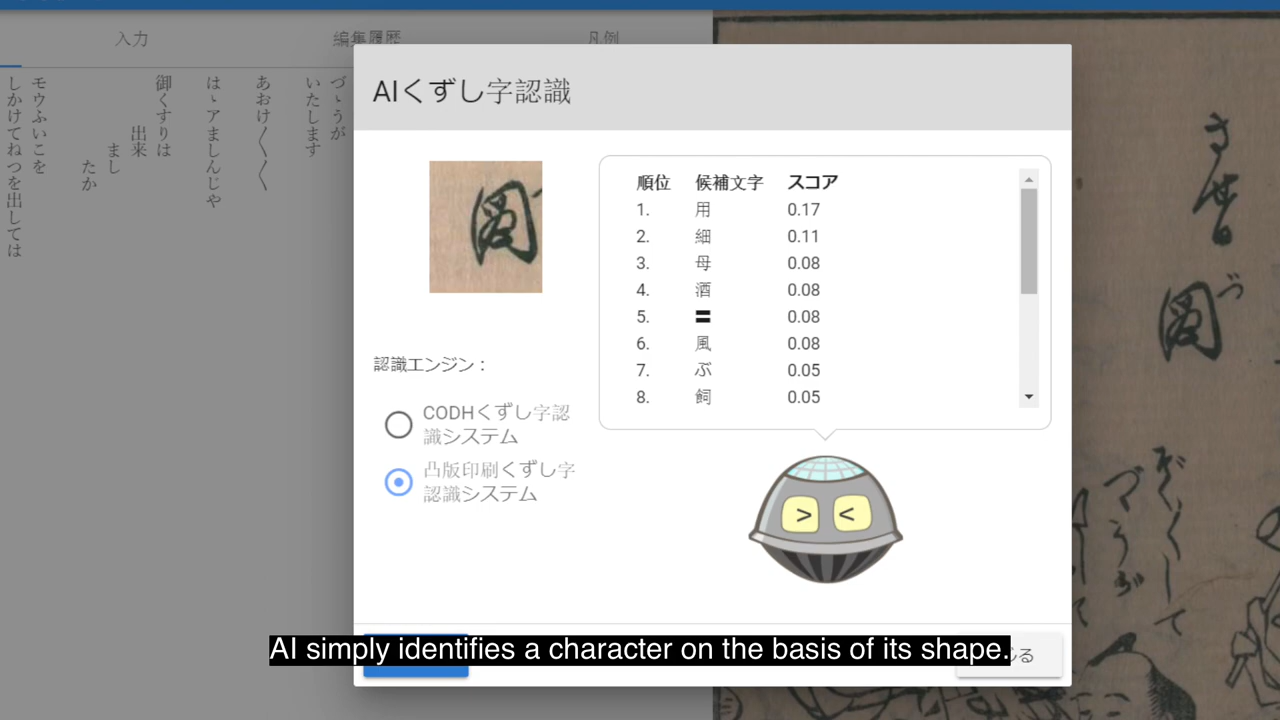 入力
編集履歴
凡例
づゝうが
いたします
あおけ〱〱
はゝアましんじや
御くすりは
出来
まし
たか
モウふいこを
しかけてねつを出しては
AIくずし字認識
認識エンジン：
CODHくずし字認
識システム
凸版印刷くずし字
認識システム
順位 候補文字 スコア
1. 用 0.17
2. 細 0.11
3. 母 0.08
4. 酒 0.08
5. 〓 0.08
6. 風 0.08
7. ぶ 0.05
8. 飼 0.05
> <
AI simply identifies a character on the basis of its shape.